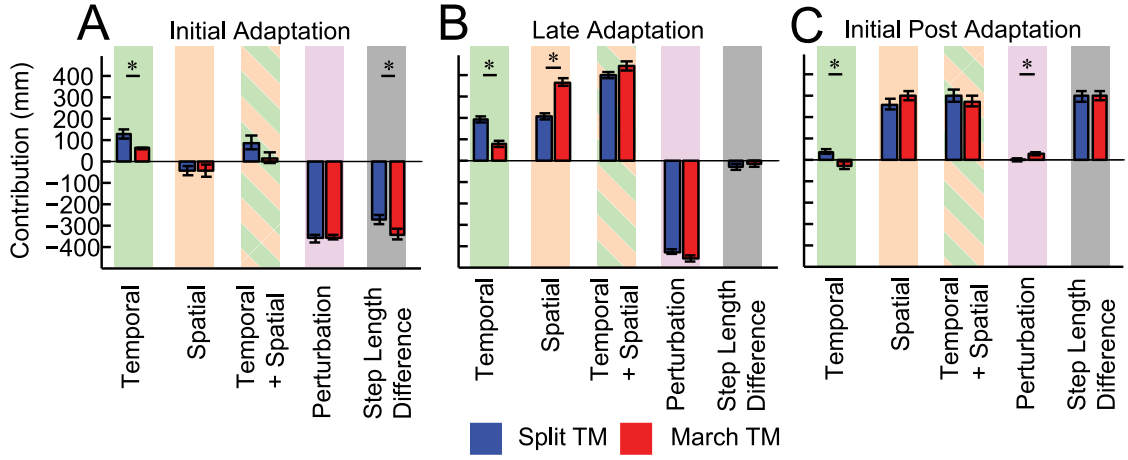 A Initial Adaptation
B Late Adaptation
C Initial Post Adaptation
Contribution (mm)
400
300
200
100
0
−100
−200
−300
−400
*
*
*
*
*
*
Temporal
Spatial
Temporal
+ Spatial
Perturbation
Step Length
Difference
Temporal
Spatial
Temporal
+ Spatial
Perturbation
Step Length
Difference
Temporal
Spatial
Temporal
+ Spatial
Perturbation
Step Length
Difference
Split TM
March TM